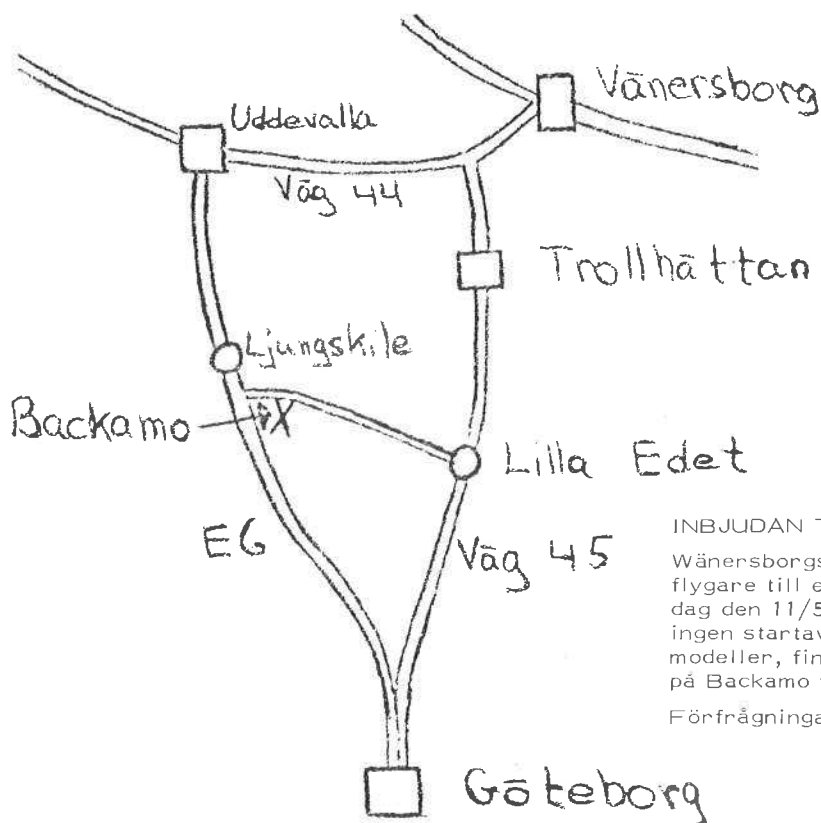 Vänersborg
Uddevalla
Väg 44
Trollhättan
Ljungskile
Backamo
X
Lilla Edet
E6
Väg 45
Göteborg
INBJUDAN
Wänersborgs
flygare till e
dag den 11/5
ingen startav
modeller, fin
på Backamo
Förfrågninga